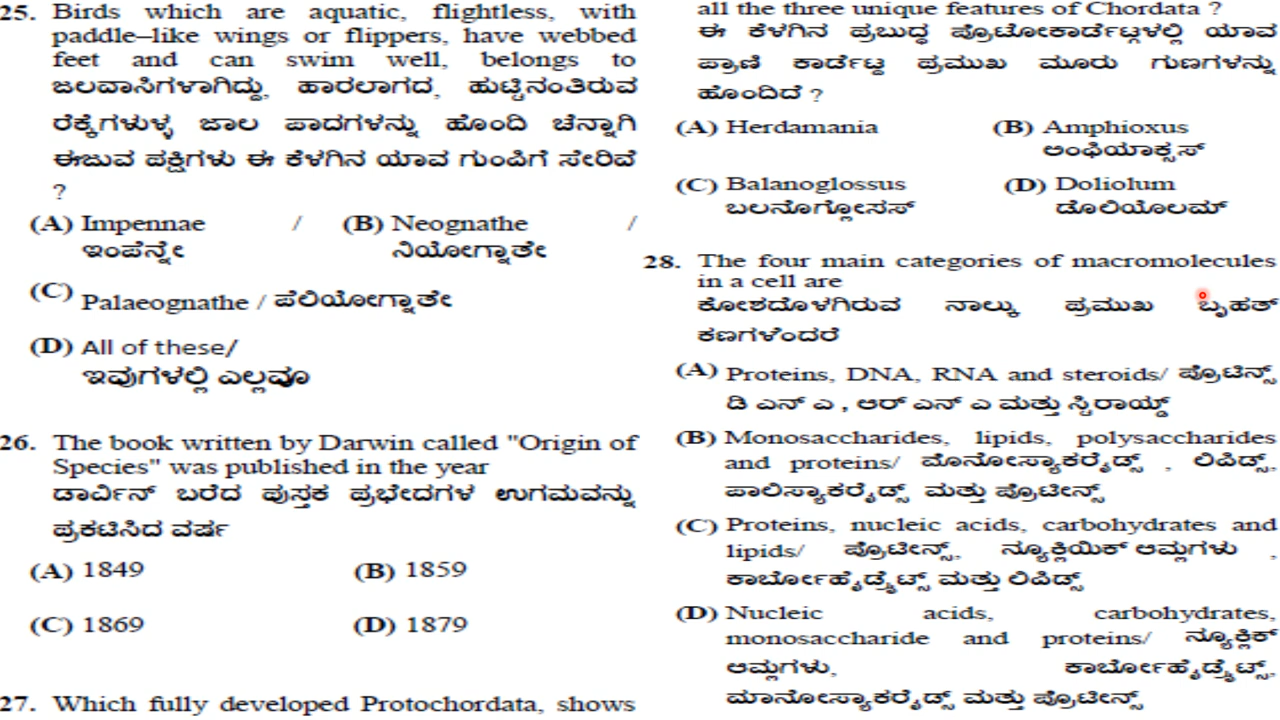 25. Birds which are aquatic, flightless, with
paddle–like wings or flippers, have webbed
feet and can swim well, belongs to
ಜಲವಾಸಿಗಳಾಗಿದ್ದು, ಹಾರಲಾಗದ, ಹುಟ್ಟಿನಂತಿರುವ
ರೆಕ್ಕೆಗಳುಳ್ಳ ಜಾಲ ಪಾದಗಳನ್ನು ಹೊಂದಿ ಚೆನ್ನಾಗಿ
ಈಜುವ ಪಕ್ಷಿಗಳು ಈ ಕೆಳಗಿನ ಯಾವ ಗುಂಪಿಗೆ ಸೇರಿವೆ
?
(A) Impennae / (B) Neognathe /
ಇಂಪೆನ್ನೇ ನಿಯೋಗ್ನಾತೇ
(C) Palaeognathe / ಪೆಲಿಯೋಗ್ನಾತೇ
(D) All of these/
ಇವುಗಳಲ್ಲಿ ಎಲ್ಲವೂ
26. The book written by Darwin called "Origin of
Species" was published in the year
ಡಾರ್ವಿನ್ ಬರೆದ ಪುಸ್ತಕ ಪ್ರಭೇದಗಳ ಉಗಮವನ್ನು
ಪ್ರಕಟಿಸಿದ ವರ್ಷ
(A) 1849 (B) 1859
(C) 1869 (D) 1879
27. Which fully developed Protochordata, shows
all the three unique features of Chordata ?
ಈ ಕೆಳಗಿನ ಪ್ರಬುದ್ಧ ಪ್ರೊಟೋಕಾರ್ಡೆಟ್ಗಳಲ್ಲಿ ಯಾವ
ಪ್ರಾಣಿ ಕಾರ್ಡೆಟ್ದ ಪ್ರಮುಖ ಮೂರು ಗುಣಗಳನ್ನು
ಹೊಂದಿದೆ ?
(A) Herdamania (B) Amphioxus
ಅಂಫಿಯಾಕ್ಸಸ್
(C) Balanoglossus (D) Doliolum
ಬಲನೊಗ್ಲೋಸಸ್ ಡೊಲಿಯೊಲಮ್
28. The four main categories of macromolecules
in a cell are
ಕೋಶದೊಳಗಿರುವ ನಾಲ್ಕು ಪ್ರಮುಖ ಬೃಹತ್
ಕಣಗಳೆಂದರೆ
(A) Proteins, DNA, RNA and steroids/ ಪ್ರೊಟಿನ್ಸ್,
ಡಿ ಎನ್ ಎ , ಆರ್ ಎನ್ ಎ ಮತ್ತು ಸ್ಟಿರಾಯ್ಡ್
(B) Monosaccharides, lipids, polysaccharides
and proteins/ ಮೊನೋಸ್ಯಾಕರೈಡ್ಸ್ , ಲಿಪಿಡ್ಸ್,
ಪಾಲಿಸ್ಯಾಕರೈಡ್ಸ್ ಮತ್ತು ಪ್ರೊಟೀನ್ಸ್
(C) Proteins, nucleic acids, carbohydrates and
lipids/ ಪ್ರೊಟೀನ್ಸ್, ನ್ಯೂಕ್ಲಿಯಿಕ್ ಆಮ್ಲಗಳು ,
ಕಾರ್ಬೋಹೈಡ್ರೈಟ್ಸ್ ಮತ್ತು ಲಿಪಿಡ್ಸ್
(D) Nucleic acids, carbohydrates,
monosaccharide and proteins/ ನ್ಯೂಕ್ಲಿಕ್
ಆಮ್ಲಗಳು, ಕಾರ್ಬೋಹೈಡ್ರೈಟ್ಸ್,
ಮಾನೋಸ್ಯಾಕರೈಡ್ಸ್ ಮತ್ತು ಪ್ರೊಟೀನ್ಸ್